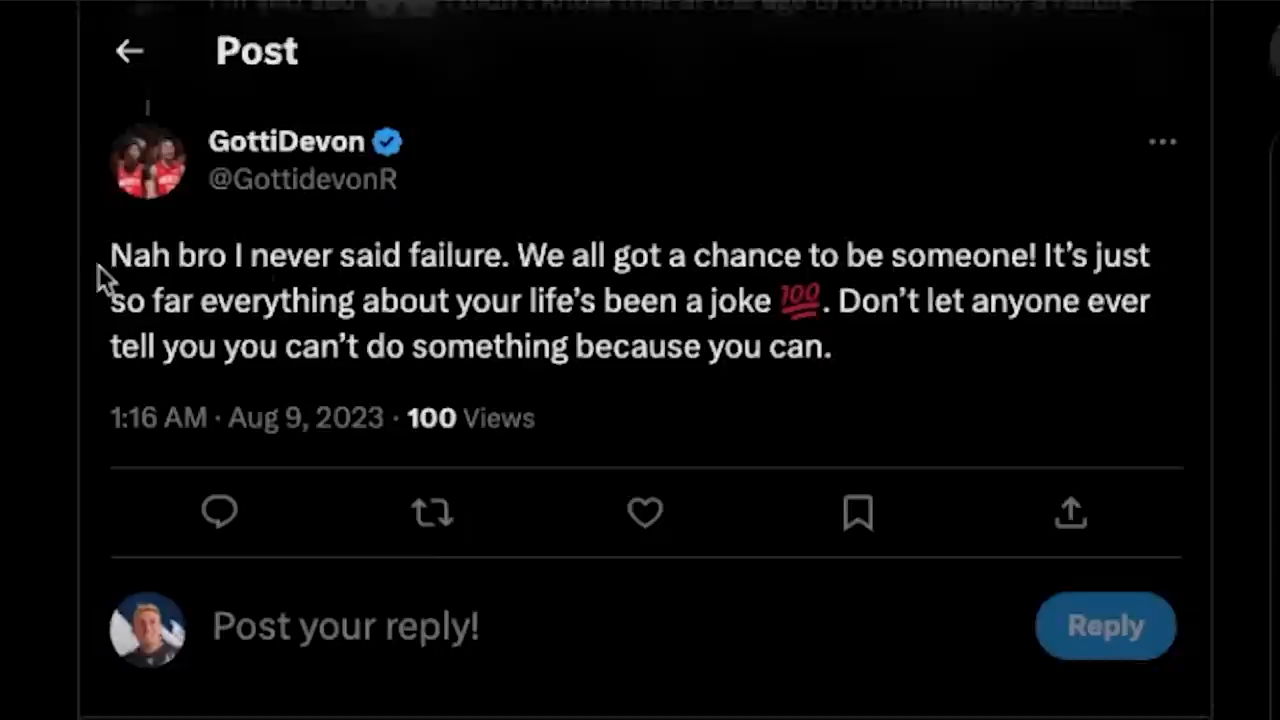 Post
GottiDevon
@GottidevonR
Nah bro I never said failure. We all got a chance to be someone! It's just
so far everything about your life's been a joke 💯. Don't let anyone ever
tell you you can't do something because you can.
1:16 AM · Aug 9, 2023 · 100 Views
Post your reply!
Reply